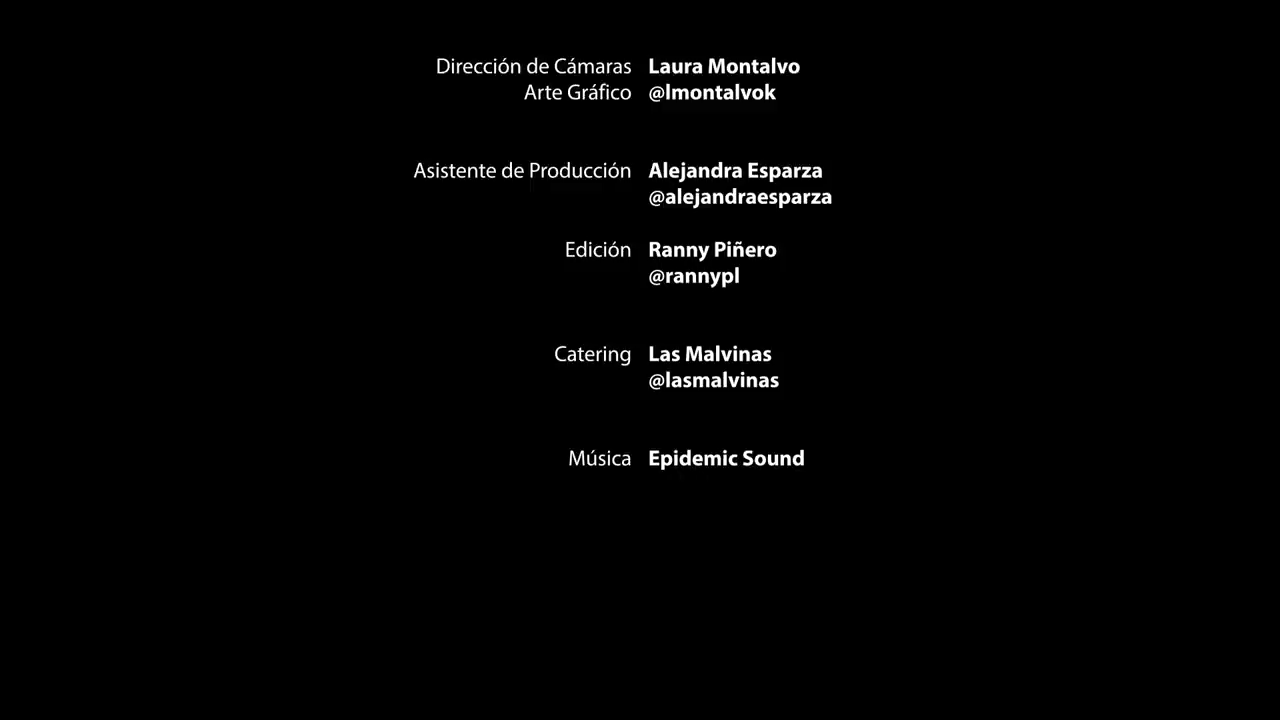 Dirección de Cámaras Laura Montalvo
Arte Gráfico @lmontalvok
Asistente de Producción Alejandra Esparza
@alejandraesparza
Edición Ranny Piñero
@rannypl
Catering Las Malvinas
@lasmalvinas
Música Epidemic Sound